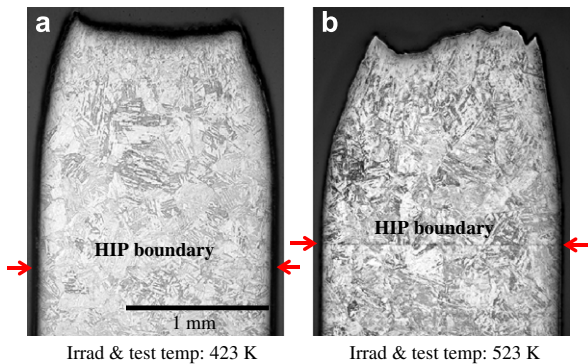 a
b
HIP boundary
HIP boundary
1 mm
Irrad & test temp: 423 K
Irrad & test temp: 523 K